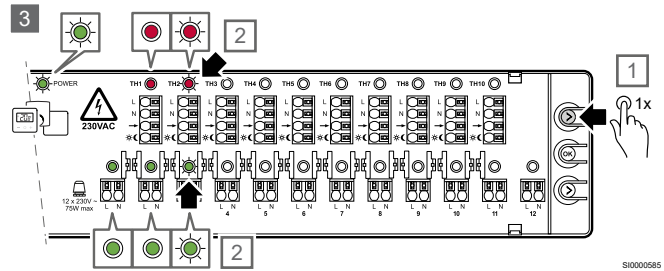 3
2
1
1x
POWER
TH1 TH2 TH3 TH4 TH5 TH6 TH7 TH8 TH9 TH10
230VAC
L L L L L L L L L L
N N N N N N N N N N
OK
12 x 230V ~
75W max
L N L N L N L N L N L N L N L N L N L N L N
4 5 6 7 8 9 10 11 12
2
SI0000585